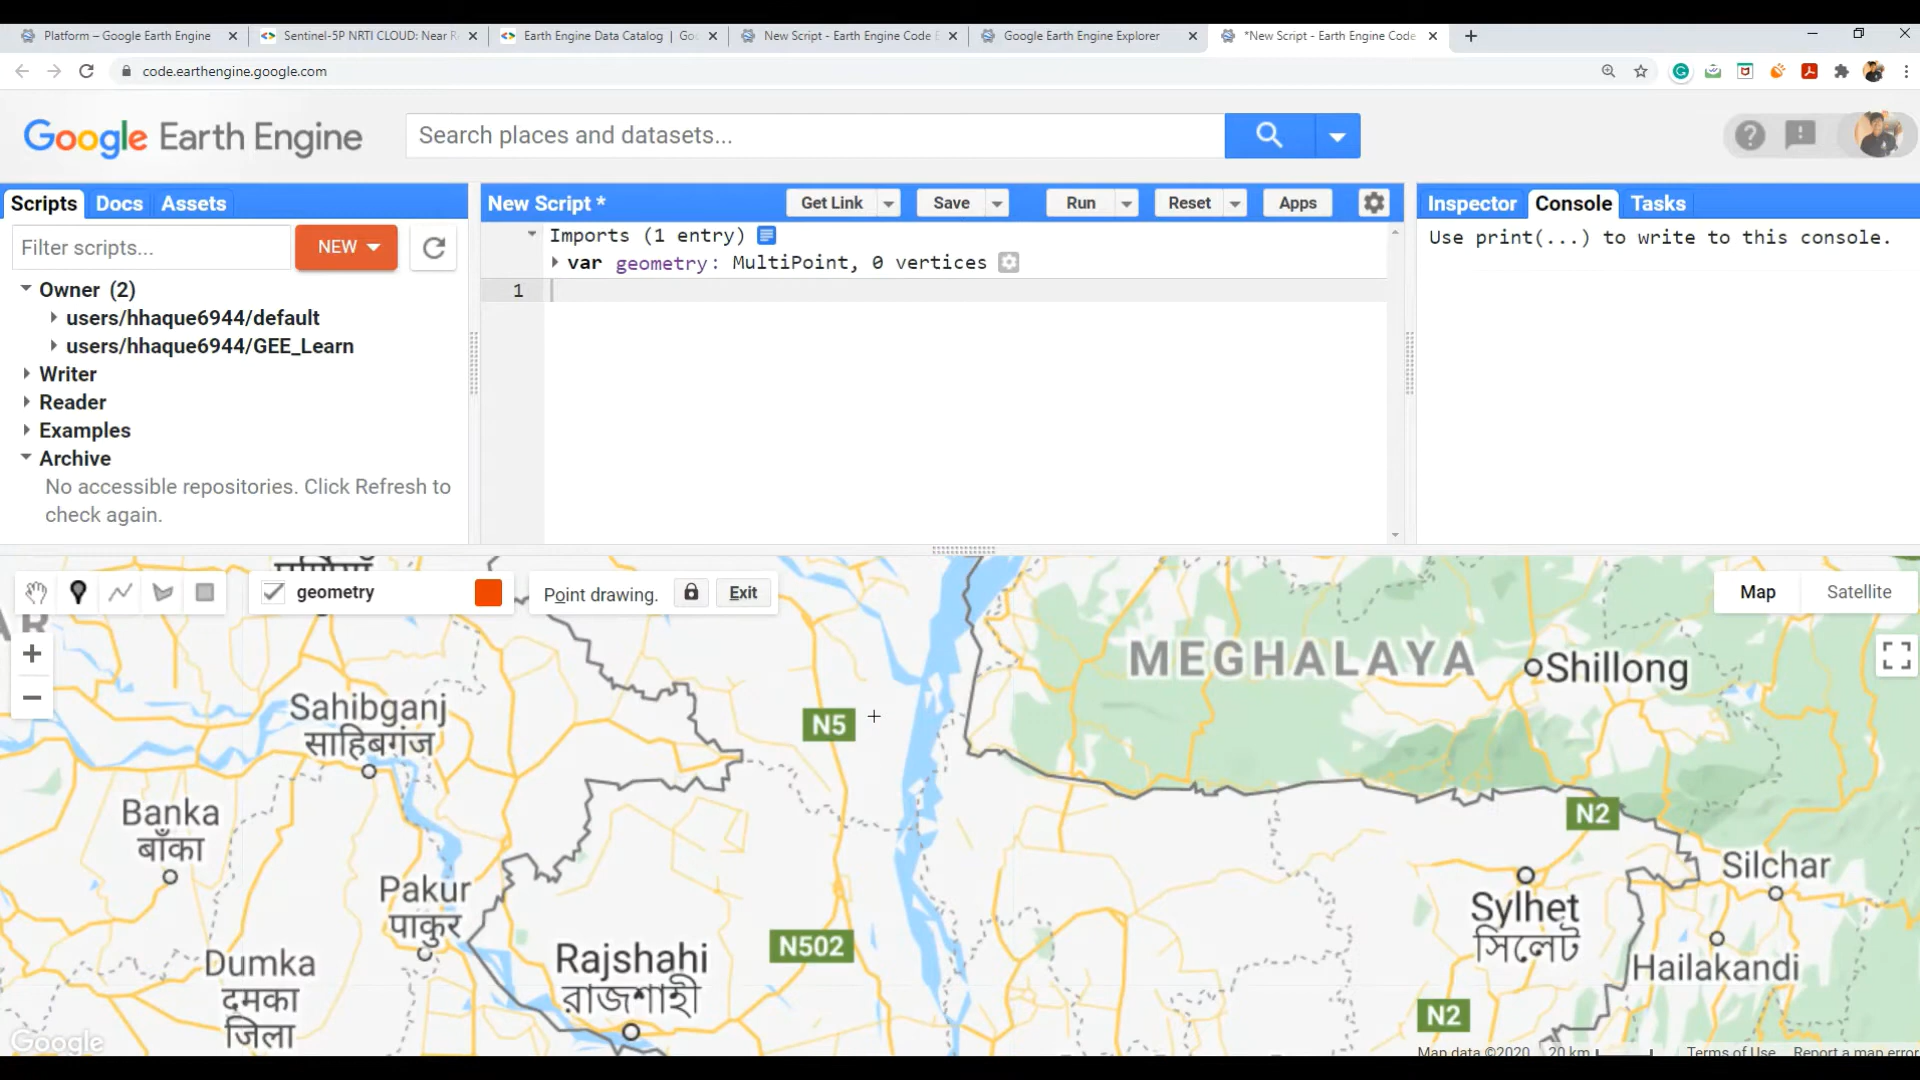 Platform – Google Earth Engine
Sentinel-5P NRTI CLOUD: Near R
Earth Engine Data Catalog | Go
New Script - Earth Engine Code E
Google Earth Engine Explorer
*New Script - Earth Engine Code
code.earthengine.google.com
Google Earth Engine
Search places and datasets...
Scripts Docs Assets
New Script *
Get Link
Save
Run
Reset
Apps
Inspector Console Tasks
Filter scripts...
NEW
Imports (1 entry)
Use print(...) to write to this console.
var geometry: MultiPoint, 0 vertices
1
Owner (2)
users/hhaque6944/default
users/hhaque6944/GEE_Learn
Writer
Reader
Examples
Archive
No accessible repositories. Click Refresh to
check again.
geometry
Point drawing.
Exit
Map
Satellite
MEGHALAYA
Shillong
Sahibganj
साहिबगंज
N5
Banka
बाँका
N2
Silchar
Pakur
पाकुर
Sylhet
সিলেট
Rajshahi
রাজশাহী
N502
Dumka
दुमका
जिला
Hailakandi
N2
Google
Map data ©2020
20 km
Terms of Use
Report a map error